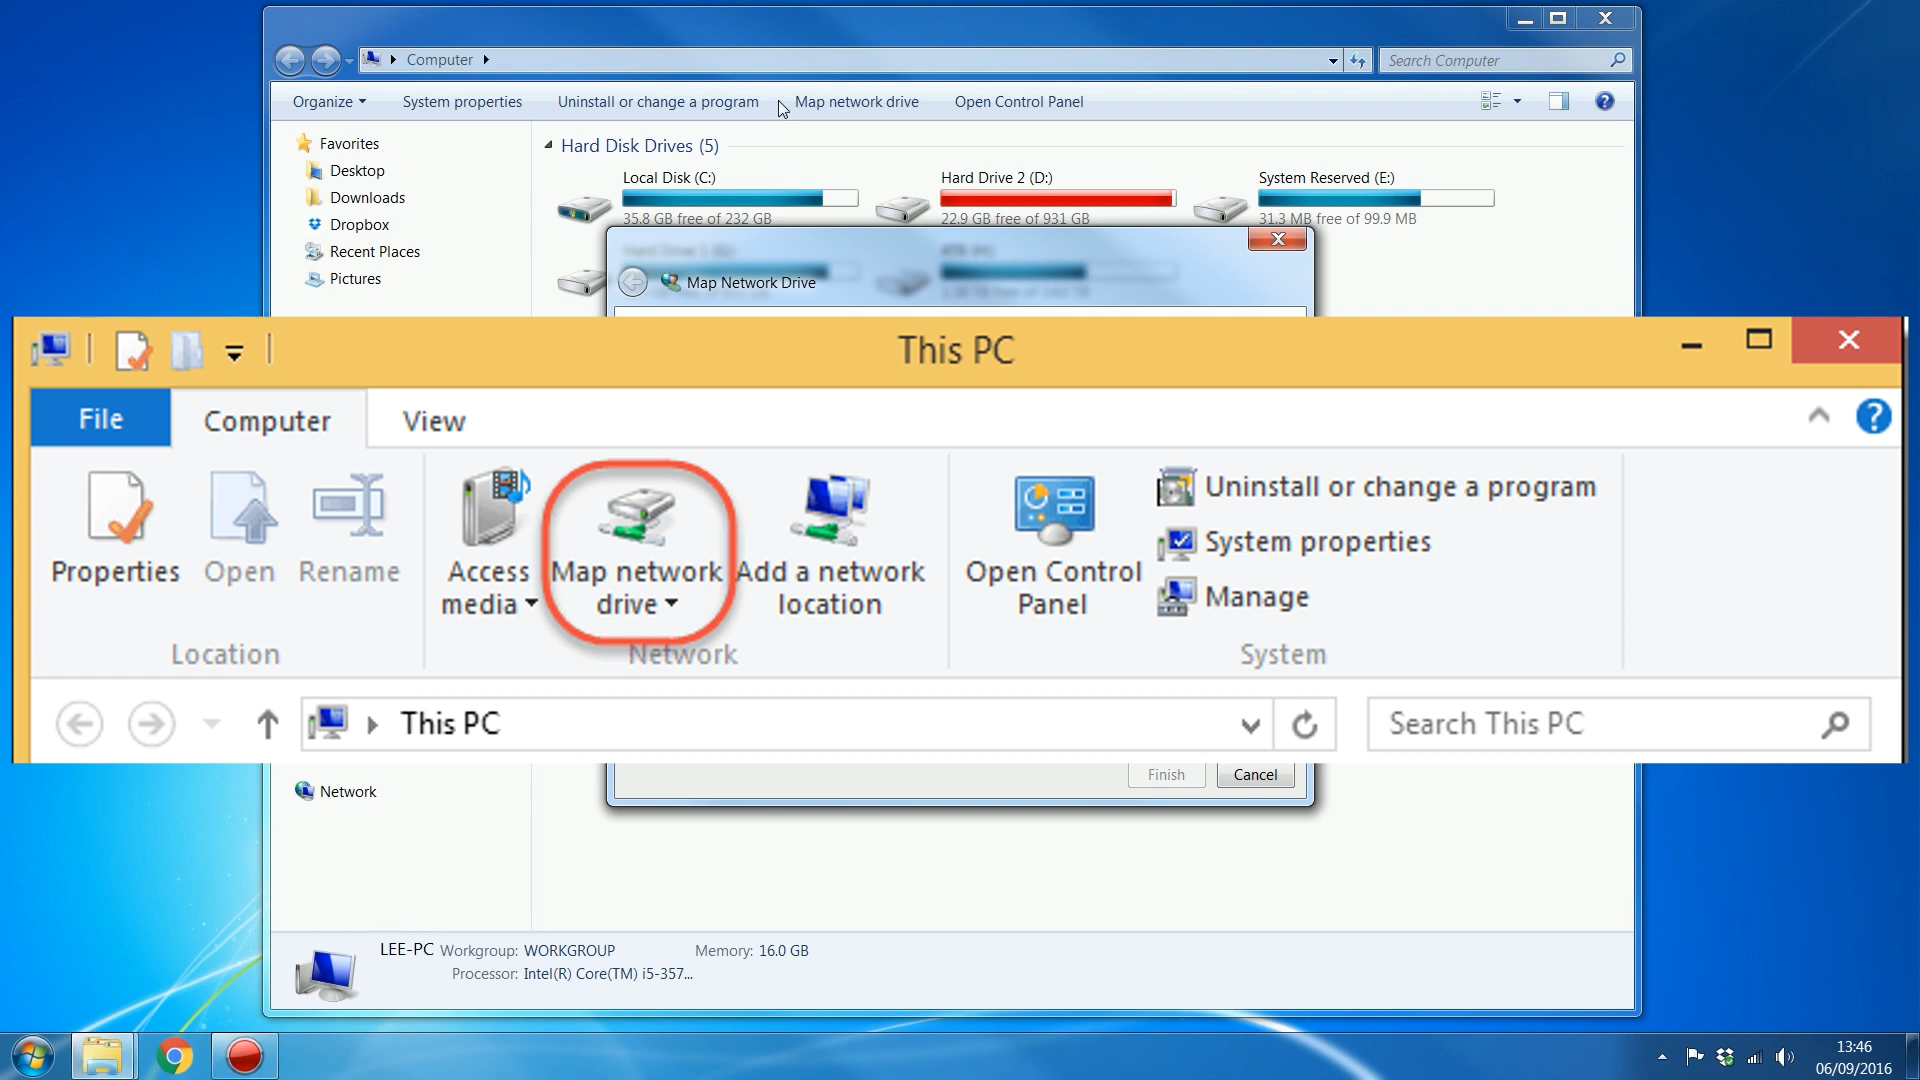 Computer
Search Computer
Organize
System properties
Uninstall or change a program
Map network drive
Open Control Panel
Favorites
Desktop
Downloads
Dropbox
Recent Places
Pictures
Hard Disk Drives (5)
Local Disk (C:)
35.8 GB free of 232 GB
Hard Drive 2 (D:)
22.9 GB free of 931 GB
System Reserved (E:)
31.3 MB free of 99.9 MB
Map Network Drive
This PC
File
Computer
View
Properties
Open
Rename
Access
media
Map network
drive
Add a network
location
Open Control
Panel
Uninstall or change a program
System properties
Manage
Location
Network
System
This PC
Search This PC
Finish
Cancel
Network
LEE-PC Workgroup: WORKGROUP
Memory: 16.0 GB
Processor: Intel(R) Core(TM) i5-357...
13:46
06/09/2016